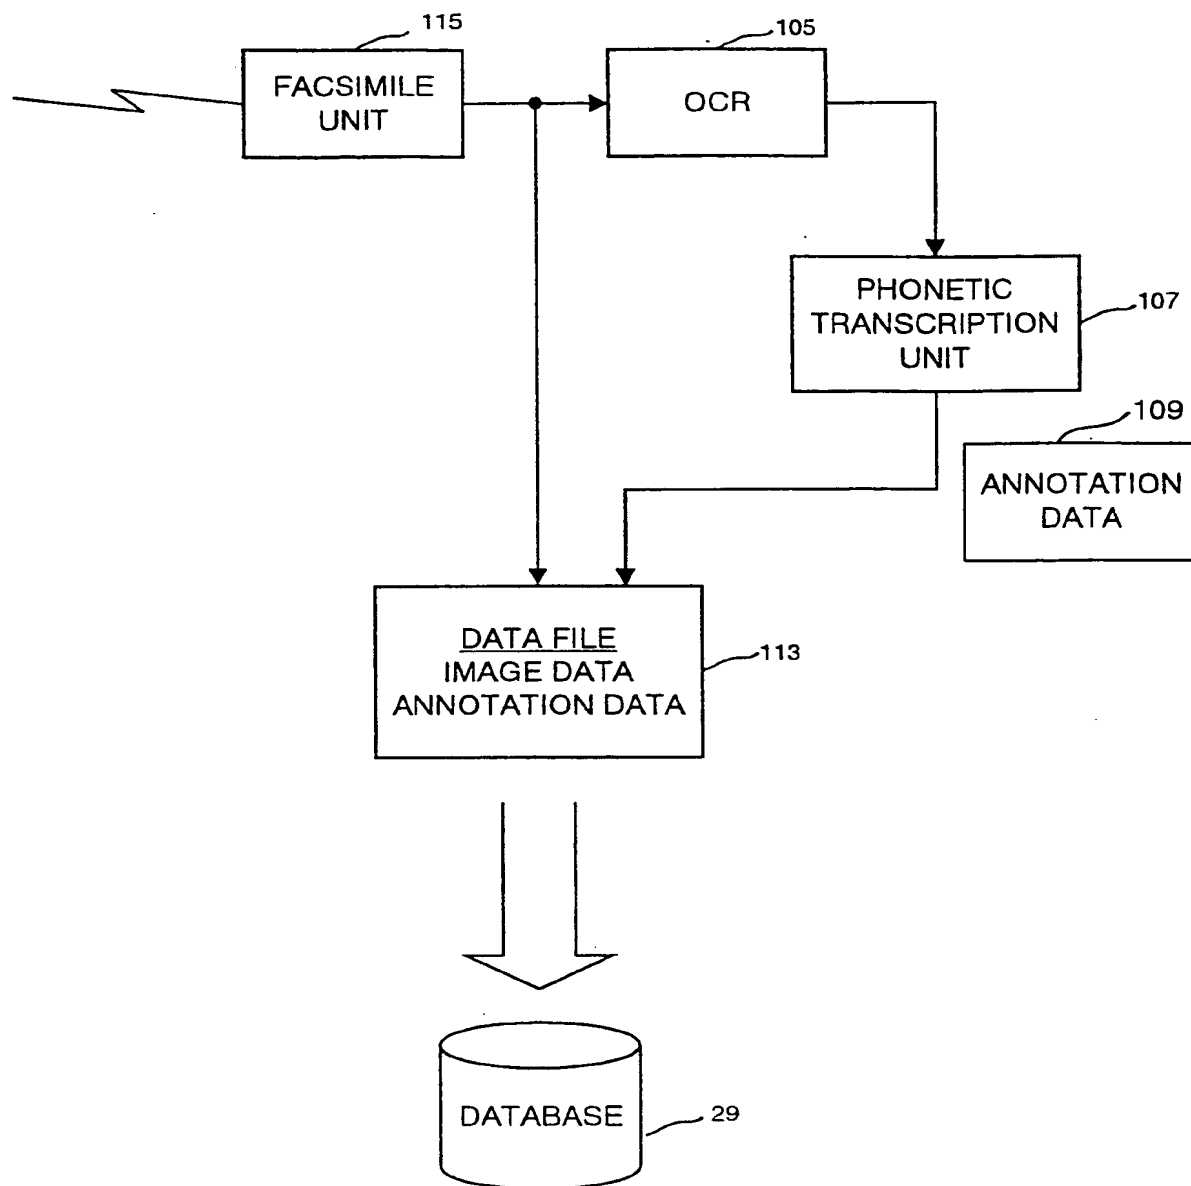 115
FACSIMILE
UNIT
105
OCR
PHONETIC
TRANSCRIPTION
UNIT
107
109
ANNOTATION
DATA
DATA FILE
IMAGE DATA
ANNOTATION DATA
113
DATABASE
29